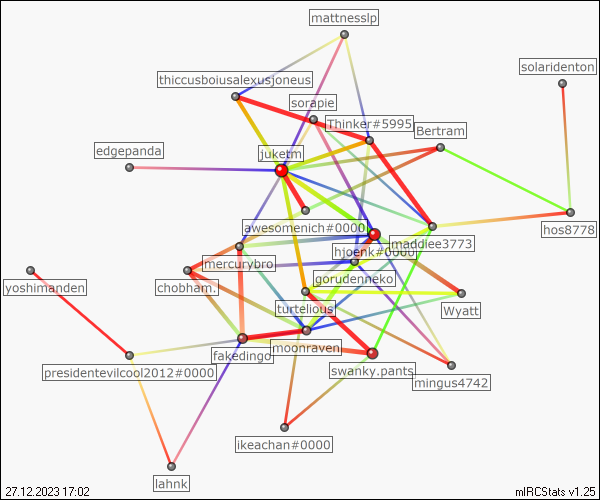 mattnesslp
solaridenton
thiccusboiusalexusjoneus
sorapie
Thinker#5995
Bertram
edgepanda
juketm
awesomenich#0000
hos8778
maddiee3773
hjoenk#0000
mercurybro
gorudenneko
chobham.
yoshimanden
Wyatt
turtelious
moonraven
fakedingo
swanky.pants
presidentevilcool2012#0000
mingus4742
ikeachan#0000
lahnk
27.12.2023 17:02
mIRCStats v1.25